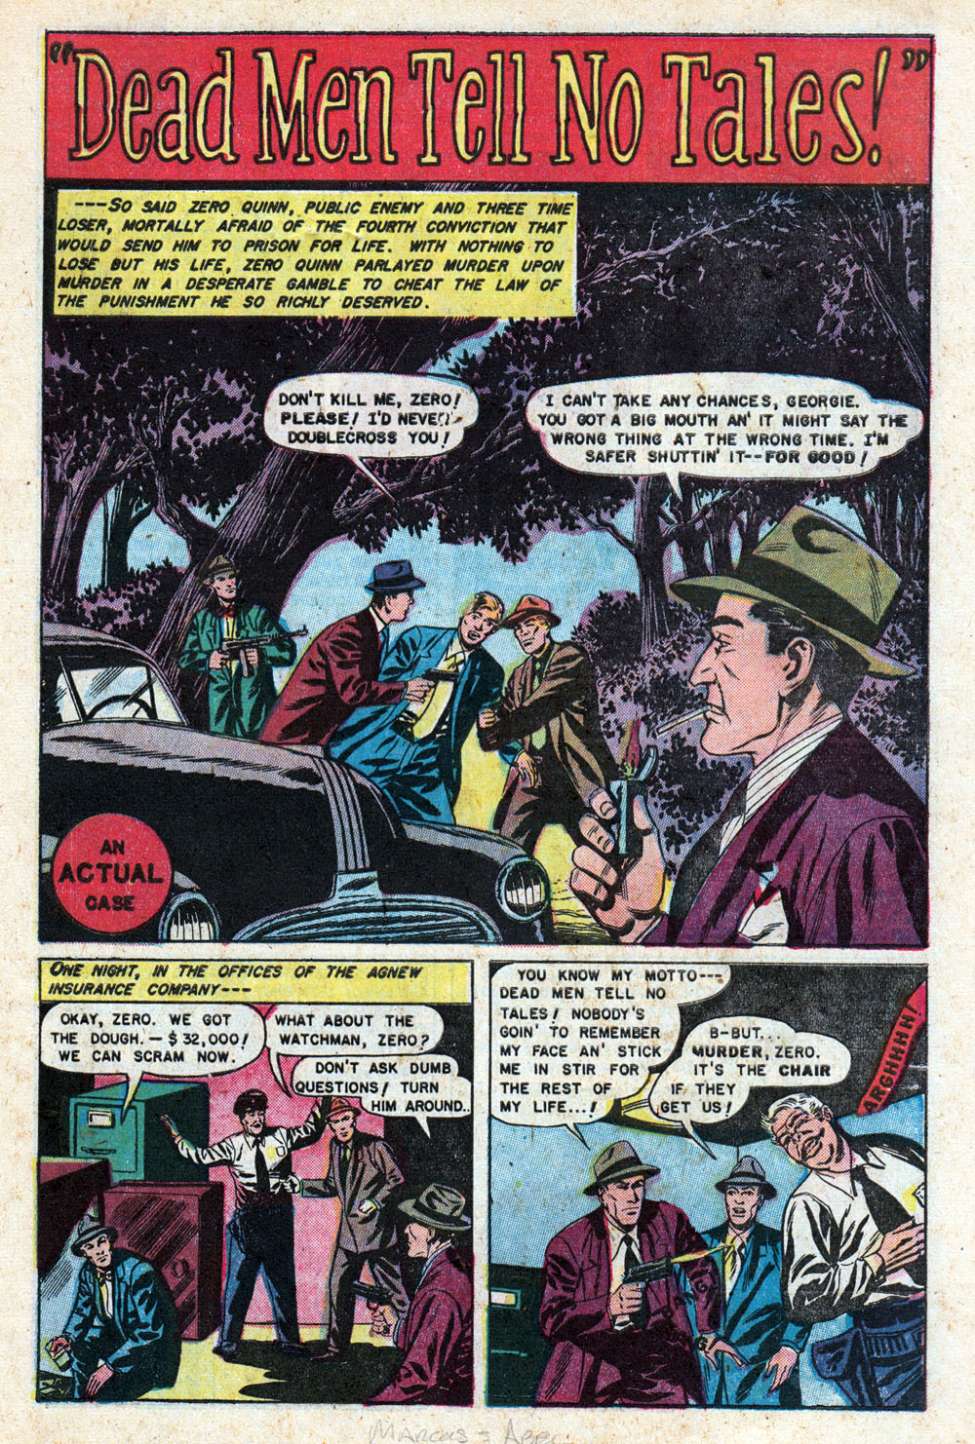 "Dead Men Tell No Tales!"
---SO SAID ZERO QUINN, PUBLIC ENEMY AND THREE TIME
LOSER, MORTALLY AFRAID OF THE FOURTH CONVICTION THAT
WOULD SEND HIM TO PRISON FOR LIFE. WITH NOTHING TO
LOSE BUT HIS LIFE, ZERO QUINN PARLAYED MURDER UPON
MURDER IN A DESPERATE GAMBLE TO CHEAT THE LAW OF
THE PUNISHMENT HE SO RICHLY DESERVED.
DON'T KILL ME, ZERO!
PLEASE! I'D NEVER
DOUBLECROSS YOU!
I CAN'T TAKE ANY CHANCES, GEORGIE.
YOU GOT A BIG MOUTH AN' IT MIGHT SAY THE
WRONG THING AT THE WRONG TIME. I'M
SAFER SHUTTIN' IT--FOR GOOD!
AN
ACTUAL
CASE
ONE NIGHT, IN THE OFFICES OF THE AGNEW
INSURANCE COMPANY---
OKAY, ZERO. WE GOT
THE DOUGH. - $32,000!
WE CAN SCRAM NOW.
WHAT ABOUT THE
WATCHMAN, ZERO?
DON'T ASK DUMB
QUESTIONS! TURN
HIM AROUND..
YOU KNOW MY MOTTO---
DEAD MEN TELL NO
TALES! NOBODY'S
GOIN' TO REMEMBER
MY FACE AN' STICK
ME IN STIR FOR
THE REST OF
MY LIFE...!
B-BUT...
MURDER, ZERO.
IT'S THE CHAIR
IF THEY
GET US!
ARGHHHHH!
MARCUS =